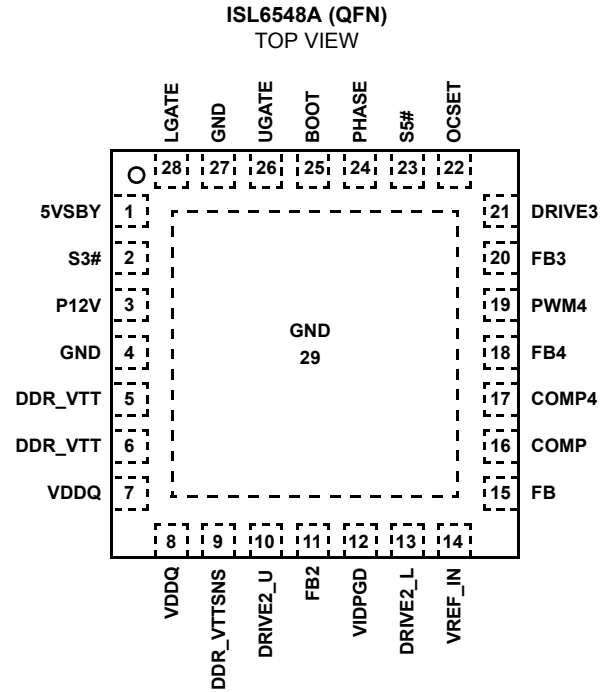 ISL6548A (QFN)
TOP VIEW
LGATE
GND
UGATE
BOOT
PHASE
S5#
OCSET
28 27 26 25 24 23 22
5VSBY 1
S3# 2
P12V 3
GND 4
DDR_VTT 5
DDR_VTT 6
VDDQ 7
GND
29
21 DRIVE3
20 FB3
19 PWM4
18 FB4
17 COMP4
16 COMP
15 FB
8 9 10 11 12 13 14
VDDQ
DDR_VTTSNS
DRIVE2_U
FB2
VIDPGD
DRIVE2_L
VREF_IN